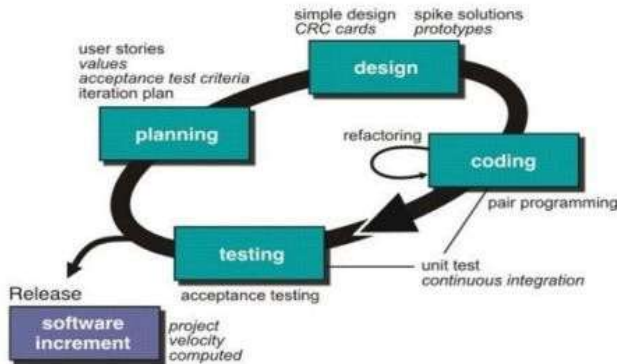 simple design
CRC cards
spike solutions
prototypes
user stories
values
acceptance test criteria
iteration plan
design
planning
refactoring
coding
pair programming
testing
unit test
continuous integration
acceptance testing
Release
software
increment
project
velocity
computed